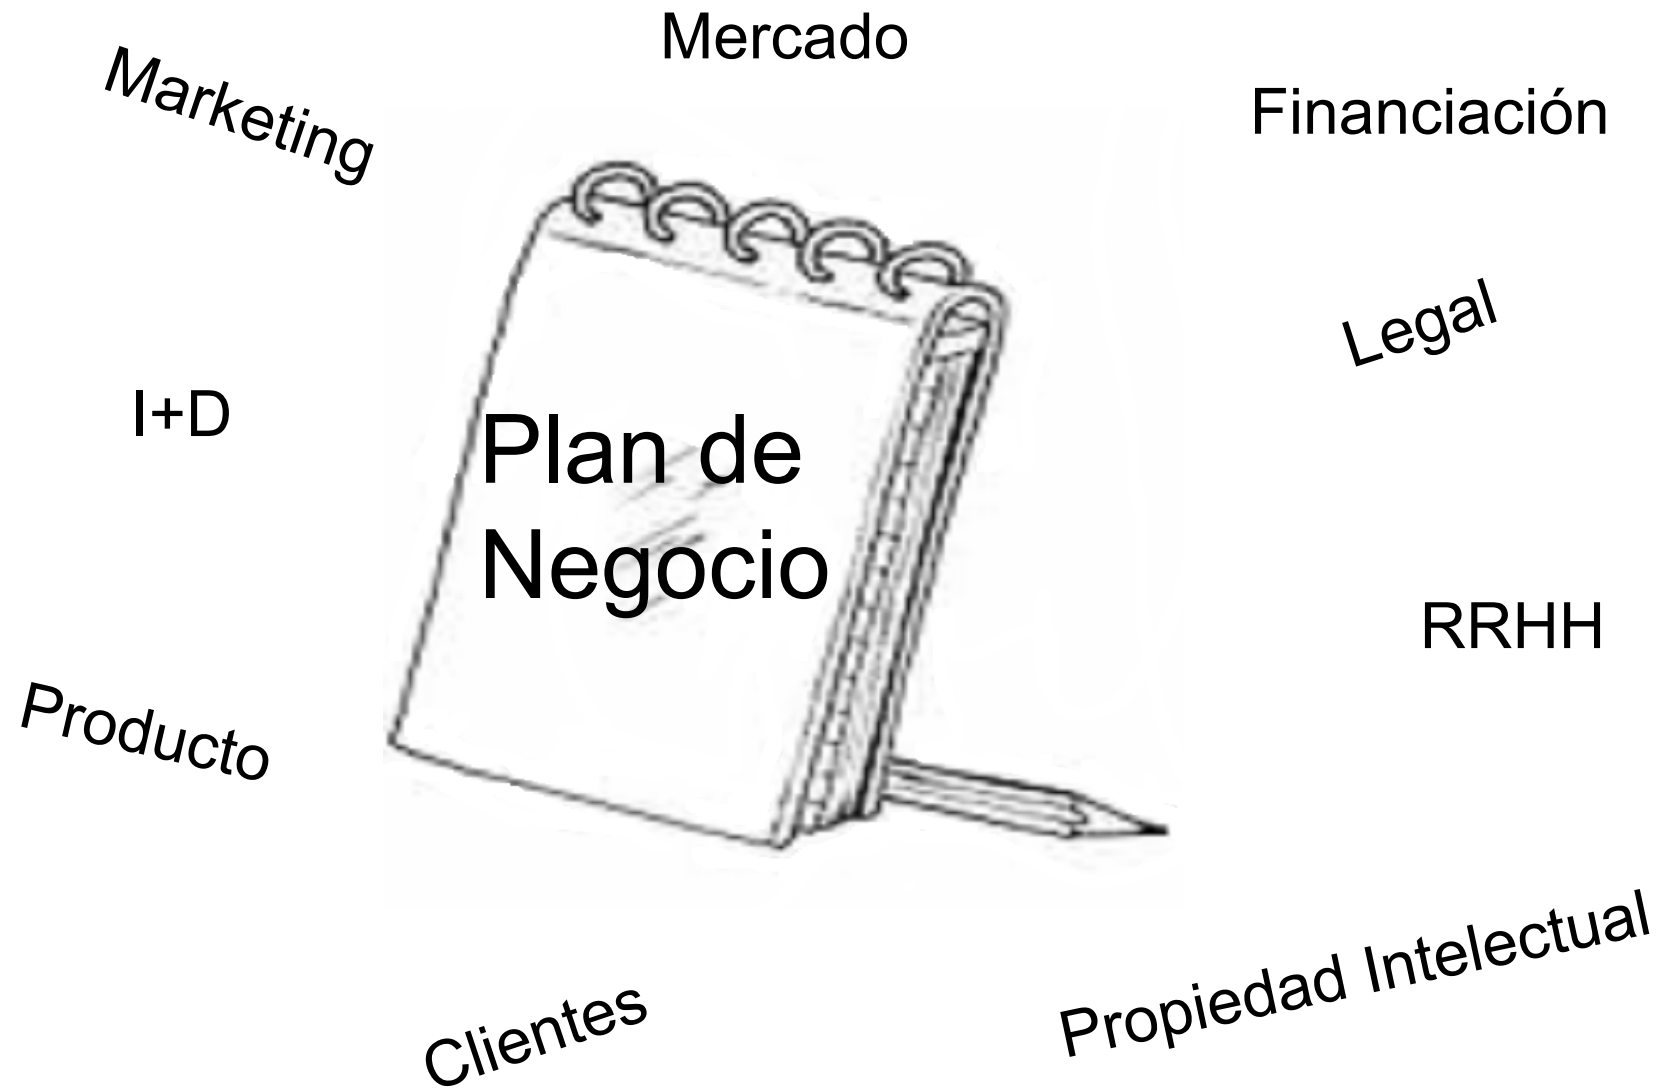 Mercado
Marketing
Financiación
Legal
I+D
Plan de
Negocio
RRHH
Producto
Propiedad Intelectual
Clientes